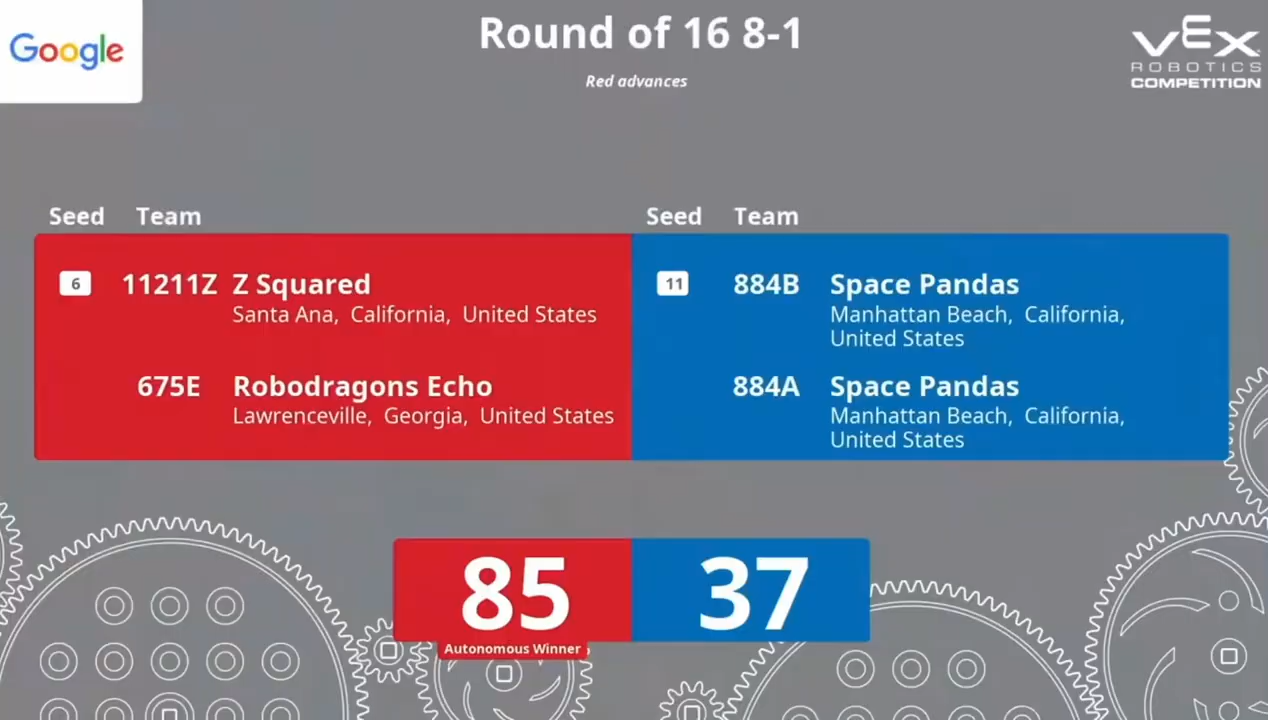 Google
Round of 16 8-1
Red advances
VEX
ROBOTICS
COMPETITION
Seed Team
6 11211Z Z Squared
Santa Ana, California, United States
675E Robodragons Echo
Lawrenceville, Georgia, United States
Seed Team
11 884B Space Pandas
Manhattan Beach, California,
United States
884A Space Pandas
Manhattan Beach, California,
United States
85
Autonomous Winner
37